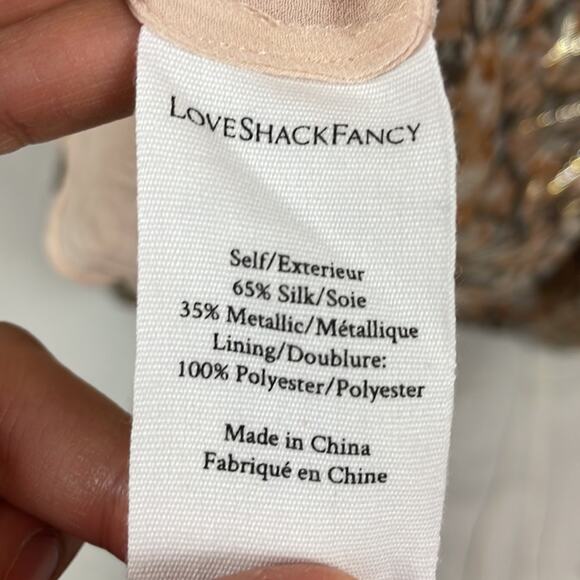 LoveShackFancy
Self/Exterieur
65% Silk/Soie
35% Metallic/Métallique
Lining/Doublure:
100% Polyester/Polyester
Made in China
Fabriqué en Chine